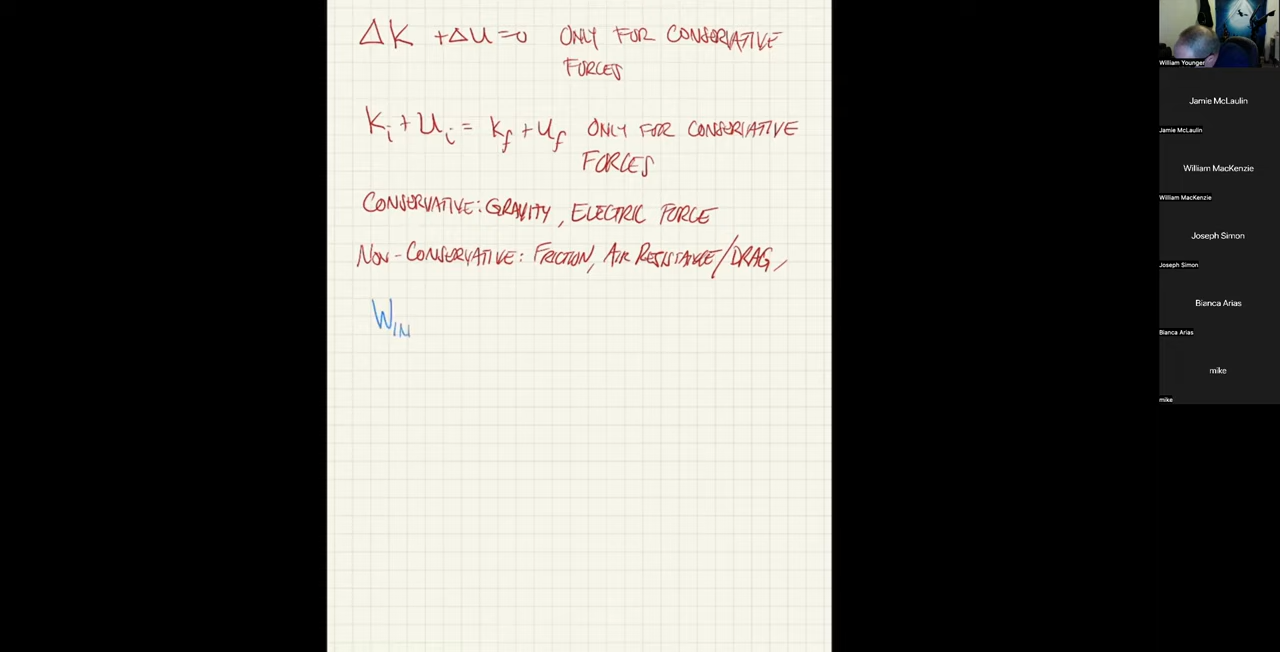 ΔK +ΔU=0 ONLY FOR CONSERVATIVE
FORCES
Ki + Ui = Kf + Uf ONLY FOR CONSERVATIVE
FORCES
CONSERVATIVE: GRAVITY, ELECTRIC FORCE
NON-CONSERVATIVE: FRICTION, AIR RESISTANCE/DRAG,
WIN
William Younger
Jamie McLaulin
Jamie McLaulin
William MacKenzie
William MacKenzie
Joseph Simon
Joseph Simon
Bianca Arias
Bianca Arias
mike
mike